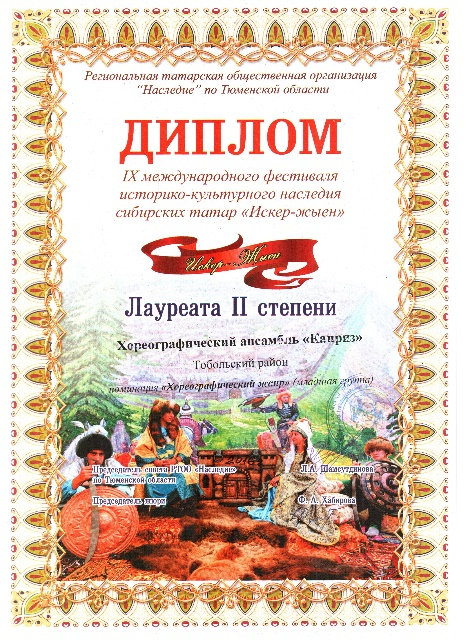 Региональная татарская общественная организация
"Наследие" по Тюменской области
ДИПЛОМ
IX международного фестиваля
историко-культурного наследия
сибирских татар «Искер-жыен»
Искер-Жыен
Лауреата II степени
Хореографический ансамбль «Каприз»
Тобольский район
номинация «Хореографический жанр» (младшая группа)
Председатель совета РТОО «Наследие»
по Тюменской области
Л.А. Шамсутдинова
Председатель жюри
Ф. А. Хабирова